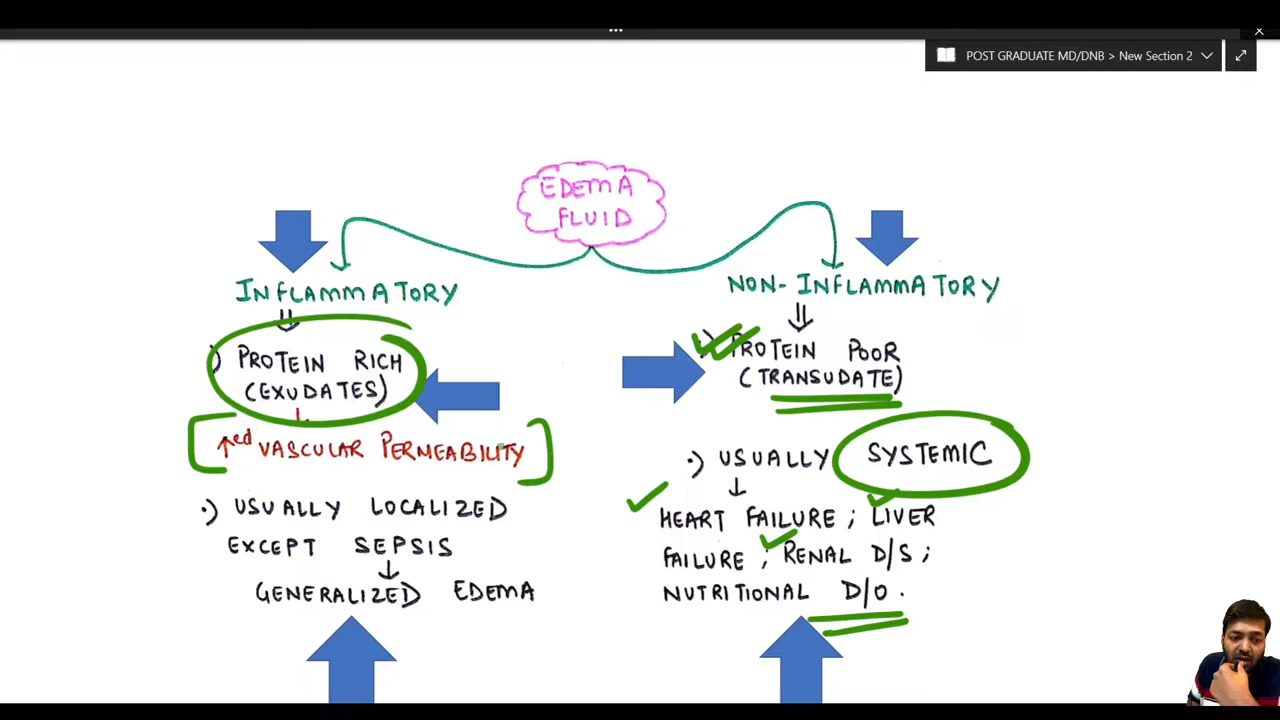 POST GRADUATE MD/DNB > New Section 2
EDEMA
FLUID
INFLAMMATORY
·) PROTEIN RICH
(EXUDATES)
↓
↑ed VASCULAR PERMEABILITY
·) USUALLY LOCALIZED
EXCEPT SEPSIS
↓
GENERALIZED EDEMA
NON-INFLAMMATORY
·) PROTEIN POOR
(TRANSUDATE)
·) USUALLY SYSTEMIC
↓
HEART FAILURE ; LIVER
FAILURE ; RENAL D/S ;
NUTRITIONAL D/O .